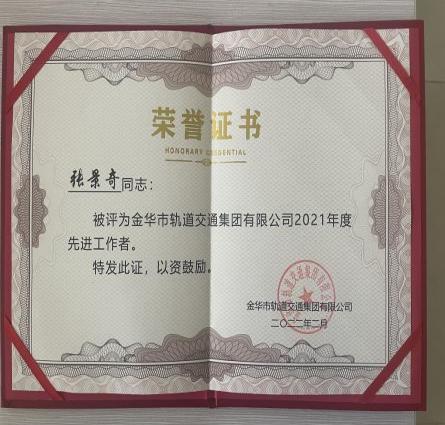 荣誉证书
HONORARY CREDENTIAL
张景奇同志：
被评为金华市轨道交通集团有限公司2021年度
先进工作者。
特发此证，以资鼓励。
金华市轨道交通集团有限公司
二〇二二年二月